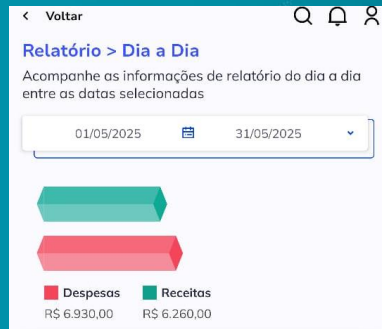 Voltar
Relatório > Dia a Dia
Acompanhe as informações de relatório do dia a dia
entre as datas selecionadas
01/05/2025 31/05/2025
Despesas Receitas
R$ 6.930,00 R$ 6.260,00